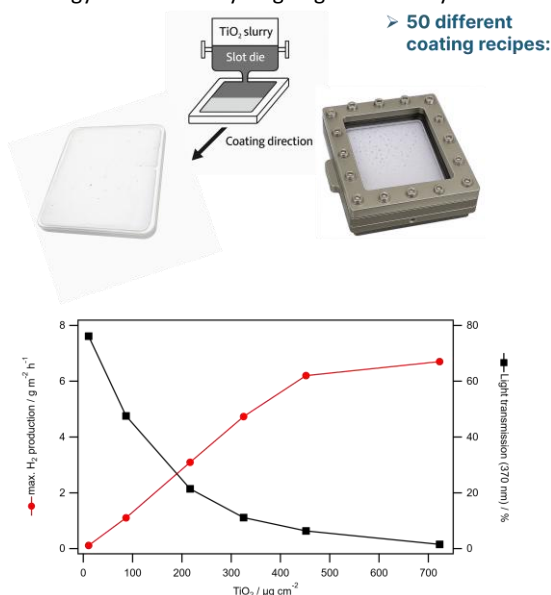 ➢ 50 different
coating recipes:
TiO₂ slurry
Slot die
Coating direction
max. H₂ production / g m⁻² h⁻¹
8
6
4
2
0
80
60
40
20
0
Light transmission (370 nm) / %
0
100
200
300
400
500
600
700
TiO₂ / µg cm⁻²